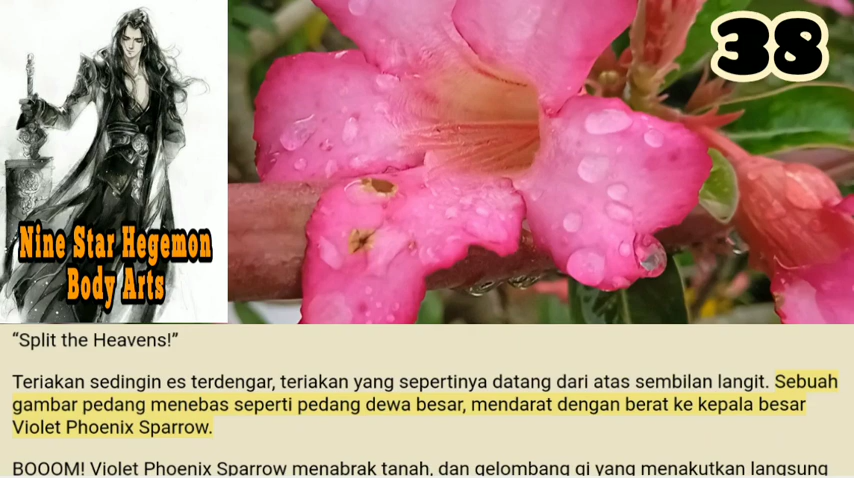 38
Nine Star Hegemon
Body Arts
“Split the Heavens!”
Teriakan sedingin es terdengar, teriakan yang sepertinya datang dari atas sembilan langit. Sebuah
gambar pedang menebas seperti pedang dewa besar, mendarat dengan berat ke kepala besar
Violet Phoenix Sparrow.
BOOOM! Violet Phoenix Sparrow menabrak tanah, dan gelombang qi yang menakutkan langsung